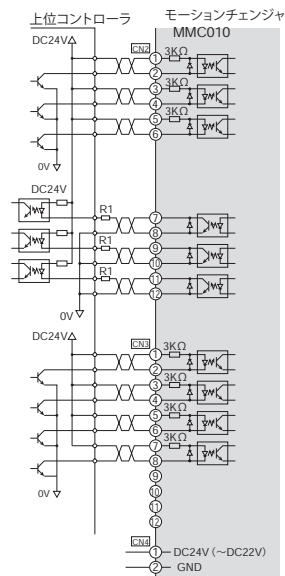 上位コントローラ
モーションチェンジャ
MMC010
DC24V
CN2
3KΩ
1
2
3KΩ
3
4
3KΩ
5
6
0V
DC24V
R1
7
8
R1
9
10
R1
11
12
0V
DC24V
CN3
3KΩ
1
2
3KΩ
3
4
3KΩ
5
6
3KΩ
7
8
9
10
11
12
0V
CN4
1 DC24V (~DC22V)
2 GND